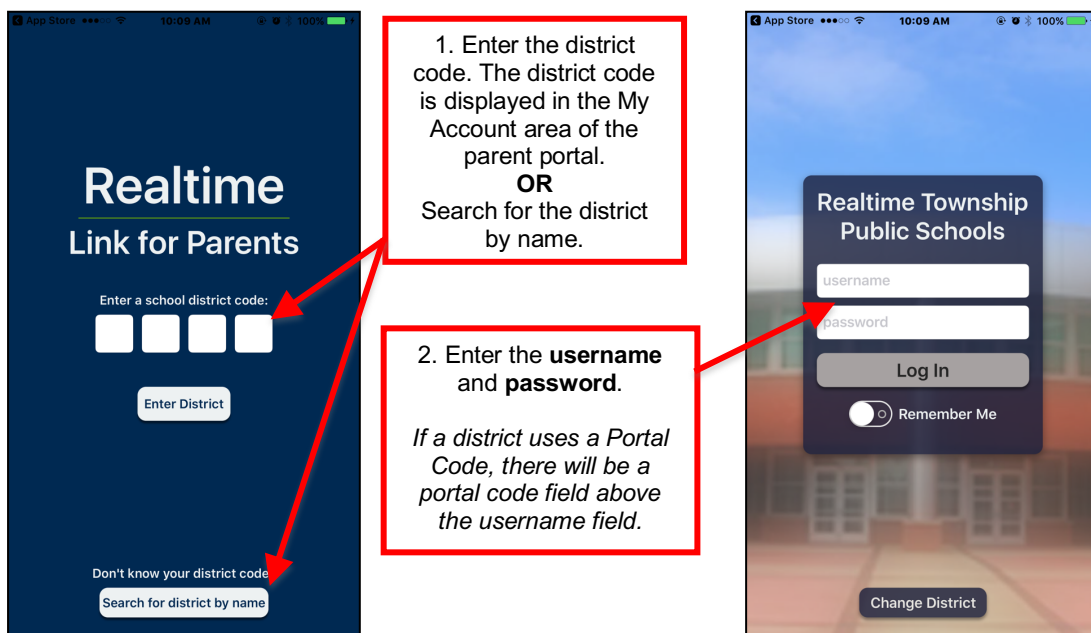 App Store 10:09 AM 100%
Realtime
Link for Parents
Enter a school district code:
Enter District
Don't know your district code
Search for district by name
1. Enter the district
code. The district code
is displayed in the My
Account area of the
parent portal.
OR
Search for the district
by name.
2. Enter the username
and password.
If a district uses a Portal
Code, there will be a
portal code field above
the username field.
App Store 10:09 AM 100%
Realtime Township
Public Schools
username
password
Log In
Remember Me
Change District